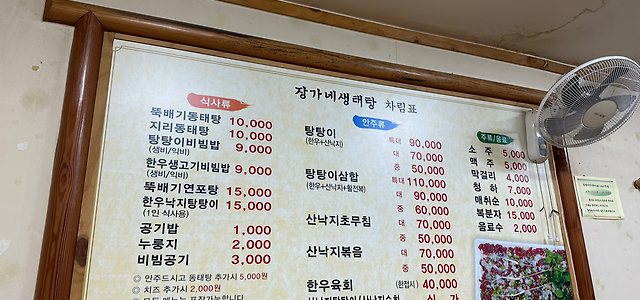 장가네생태탕 차림표
식사류
뚝배기동태탕 10,000
지리동태탕 10,000
탕탕이비빔밥 9,000
(생비/익비)
한우생고기비빔밥 9,000
(생비/익비)
뚝배기연포탕 15,000
한우낙지탕탕이 15,000
(1인 식사용)
공기밥 1,000
누룽지 2,000
비빔공기 3,000
◎ 안주드시고 동태탕 추가시 5,000원
◎ 치즈 추가시 2,000원
안주류
탕탕이 특대 90,000
(한우+산낙지) 대 70,000
중 50,000
탕탕이삼합 특대 110,000
(한우+산낙지+활전복) 대 90,000
중 60,000
산낙지초무침 대 70,000
중 50,000
산낙지볶음 대 70,000
중 50,000
한우육회 (한접시) 40,000
주류/음료
소주 5,000
맥주 5,000
막걸리 4,000
청하 7,000
매취순 10,000
복분자 15,000
음료수 2,000